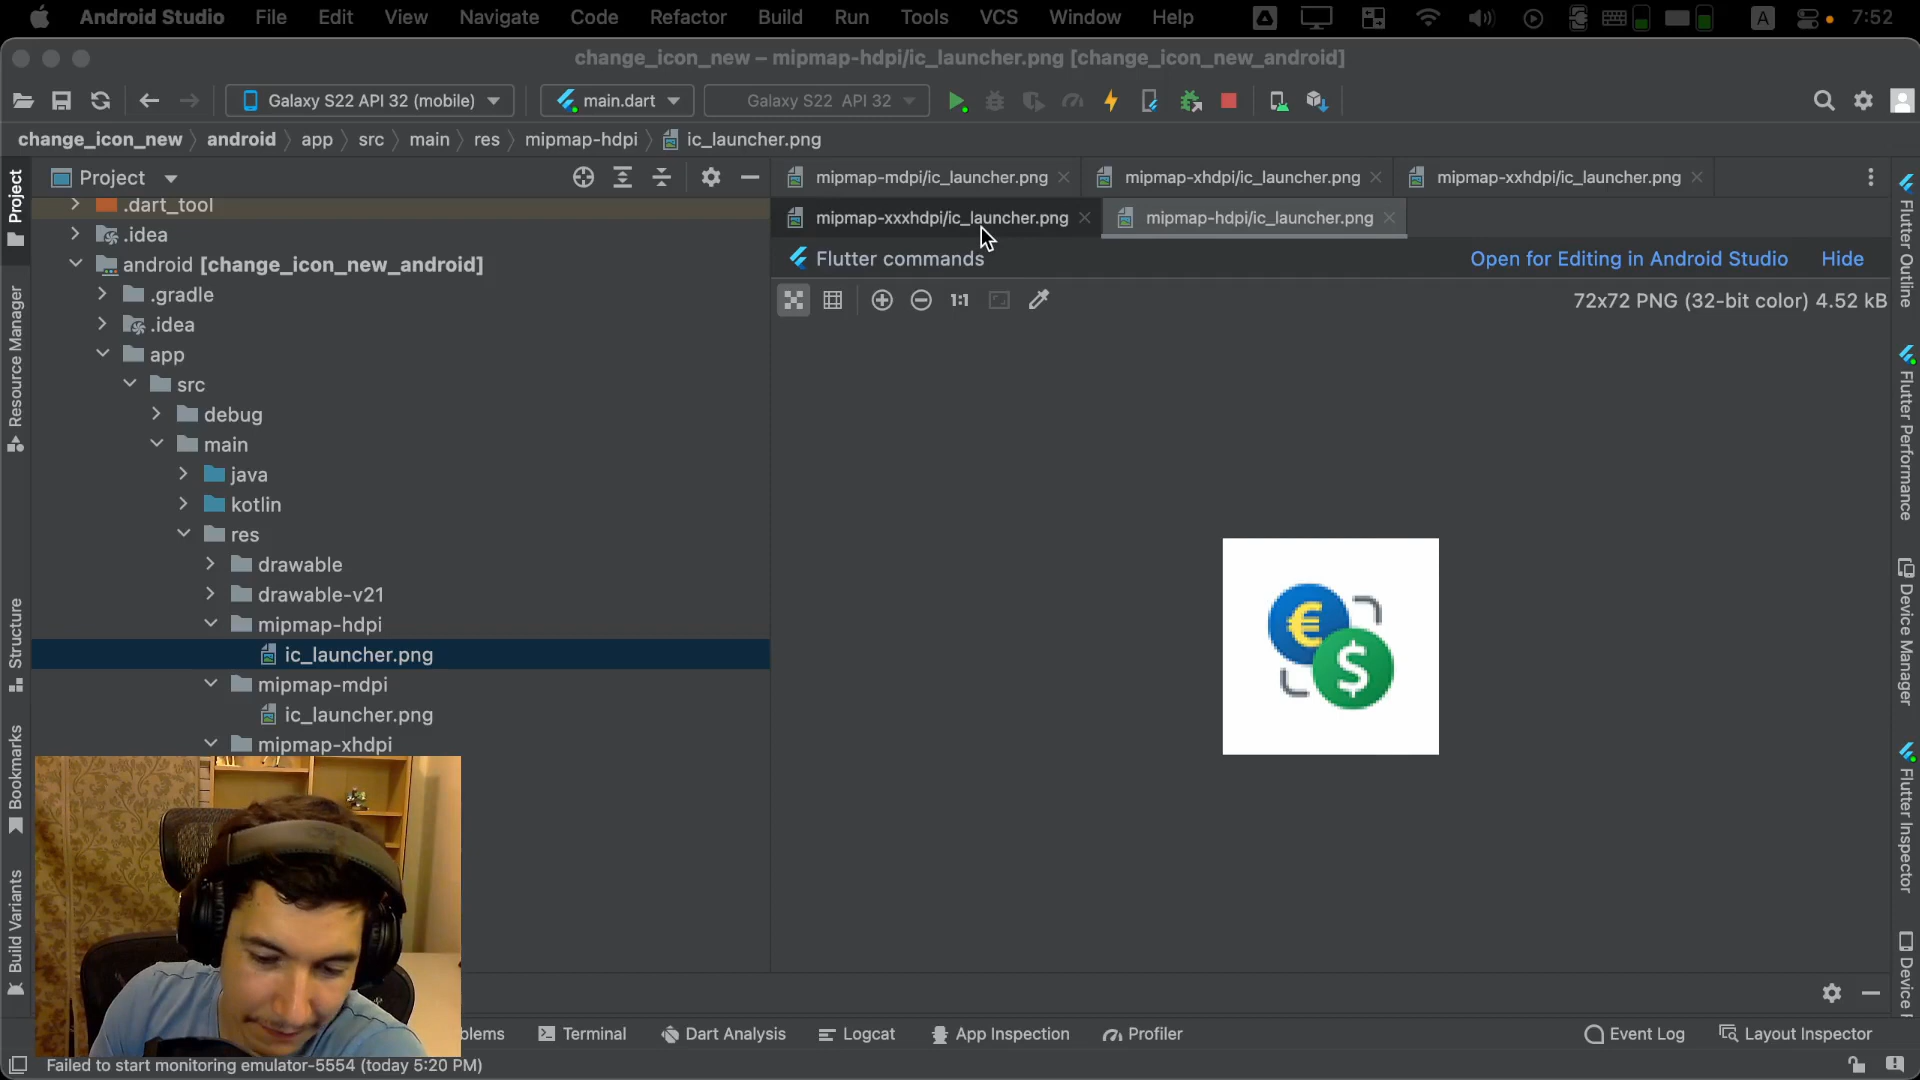 Android Studio File Edit View Navigate Code Refactor Build Run Tools VCS Window Help A 7:52
change_icon_new – mipmap-hdpi/ic_launcher.png [change_icon_new_android]
Galaxy S22 API 32 (mobile) main.dart Galaxy S22 API 32
change_icon_new android app src main res mipmap-hdpi ic_launcher.png
Project
mipmap-mdpi/ic_launcher.png mipmap-xhdpi/ic_launcher.png mipmap-xxhdpi/ic_launcher.png
mipmap-xxxhdpi/ic_launcher.png mipmap-hdpi/ic_launcher.png
Flutter commands Open for Editing in Android Studio Hide
1:1 72x72 PNG (32-bit color) 4.52 kB
.dart_tool
.idea
android [change_icon_new_android]
.gradle
.idea
app
src
debug
main
java
kotlin
res
drawable
drawable-v21
mipmap-hdpi
ic_launcher.png
mipmap-mdpi
ic_launcher.png
mipmap-xhdpi
€
$
Project
Resource Manager
Structure
Bookmarks
Build Variants
Flutter Outline
Flutter Performance
Device Manager
Flutter Inspector
Device F
blems Terminal Dart Analysis Logcat App Inspection Profiler Event Log Layout Inspector
Failed to start monitoring emulator-5554 (today 5:20 PM)